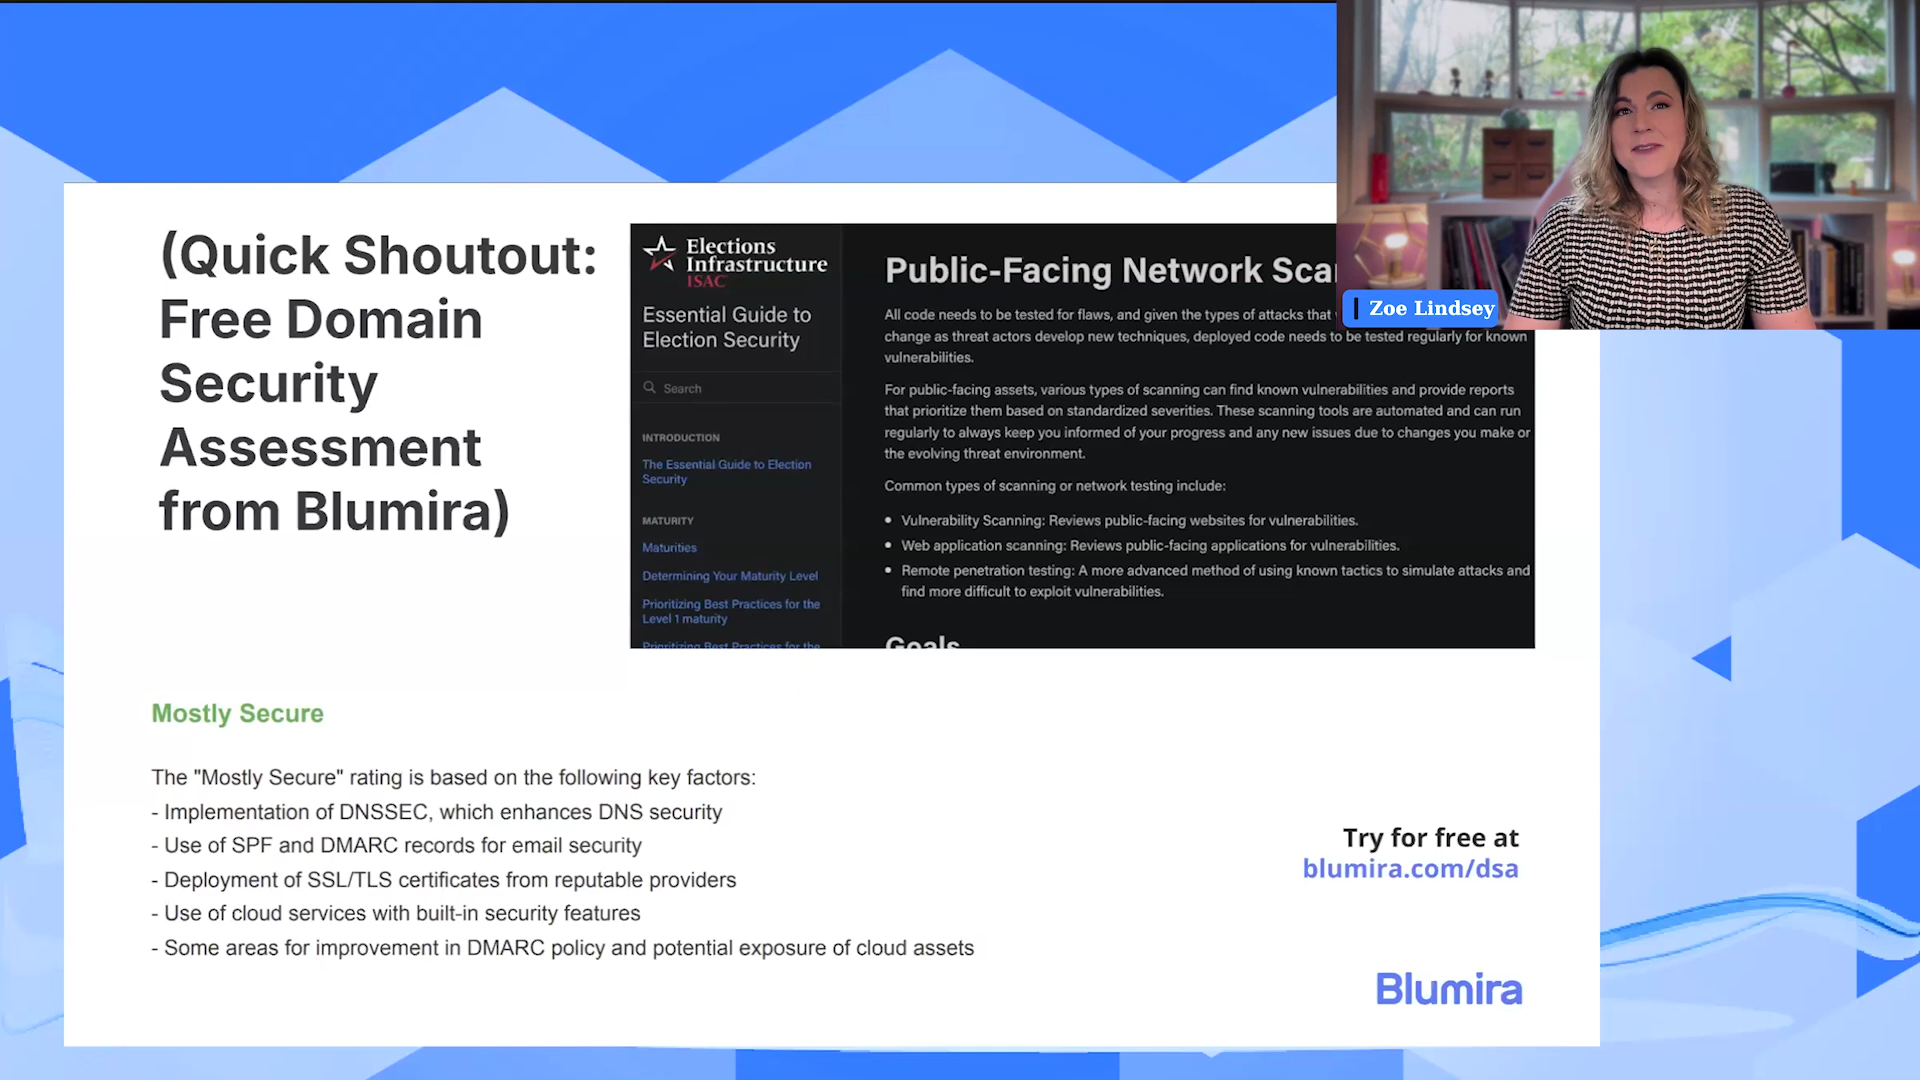 (Quick Shoutout:
Free Domain
Security
Assessment
from Blumira)
Elections
Infrastructure
ISAC
Essential Guide to
Election Security
Search
INTRODUCTION
The Essential Guide to Election
Security
MATURITY
Maturities
Determining Your Maturity Level
Prioritizing Best Practices for the
Level 1 maturity
Prioritizing Best Practices for the
Public-Facing Network
All code needs to be tested for flaws, and given the types of attacks that
change as threat actors develop new techniques, deployed code needs to be tested regularly for known
vulnerabilities.
For public-facing assets, various types of scanning can find known vulnerabilities and provide reports
that prioritize them based on standardized severities. These scanning tools are automated and can run
regularly to always keep you informed of your progress and any new issues due to changes you make or
the evolving threat environment.
Common types of scanning or network testing include:
• Vulnerability Scanning: Reviews public-facing websites for vulnerabilities.
• Web application scanning: Reviews public-facing applications for vulnerabilities.
• Remote penetration testing: A more advanced method of using known tactics to simulate attacks and
find more difficult to exploit vulnerabilities.
Goals
Zoe Lindsey
Mostly Secure
The "Mostly Secure" rating is based on the following key factors:
- Implementation of DNSSEC, which enhances DNS security
- Use of SPF and DMARC records for email security
- Deployment of SSL/TLS certificates from reputable providers
- Use of cloud services with built-in security features
- Some areas for improvement in DMARC policy and potential exposure of cloud assets
Try for free at
blumira.com/dsa
Blumira